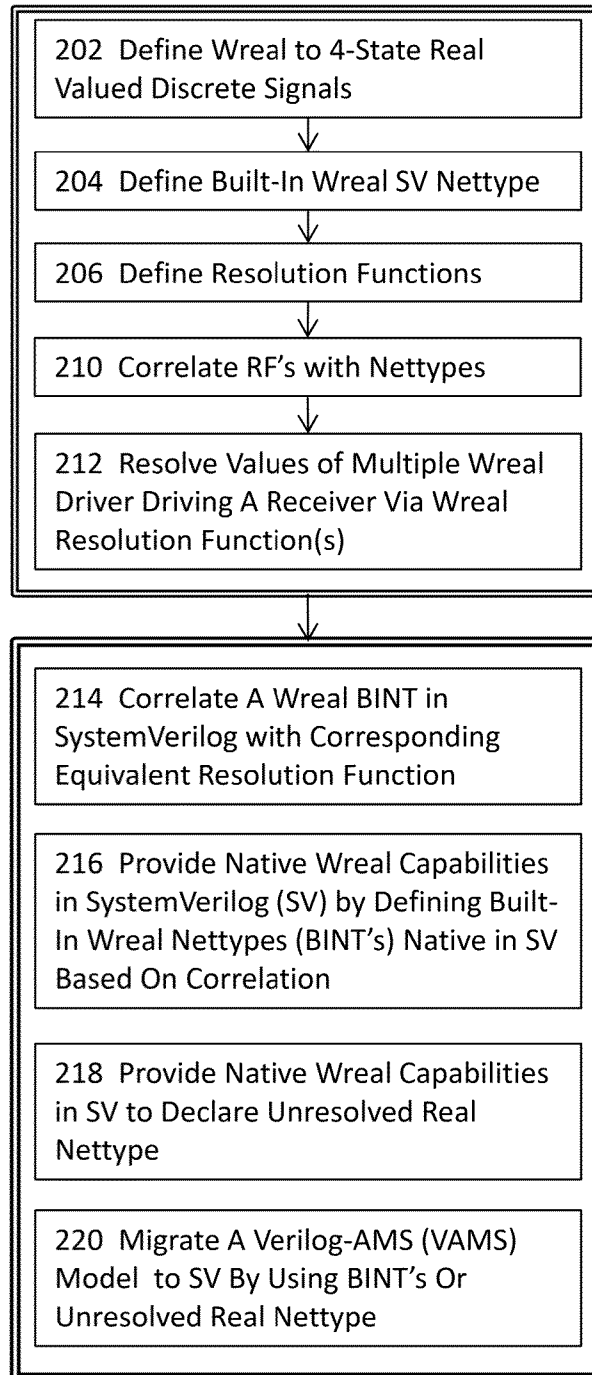 202 Define Wreal to 4-State Real
Valued Discrete Signals
204 Define Built-In Wreal SV Nettype
206 Define Resolution Functions
210 Correlate RF's with Nettypes
212 Resolve Values of Multiple Wreal
Driver Driving A Receiver Via Wreal
Resolution Function(s)
214 Correlate A Wreal BINT in
SystemVerilog with Corresponding
Equivalent Resolution Function
216 Provide Native Wreal Capabilities
in SystemVerilog (SV) by Defining Built-
In Wreal Nettypes (BINT's) Native in SV
Based On Correlation
218 Provide Native Wreal Capabilities
in SV to Declare Unresolved Real
Nettype
220 Migrate A Verilog-AMS (VAMS)
Model to SV By Using BINT's Or
Unresolved Real Nettype